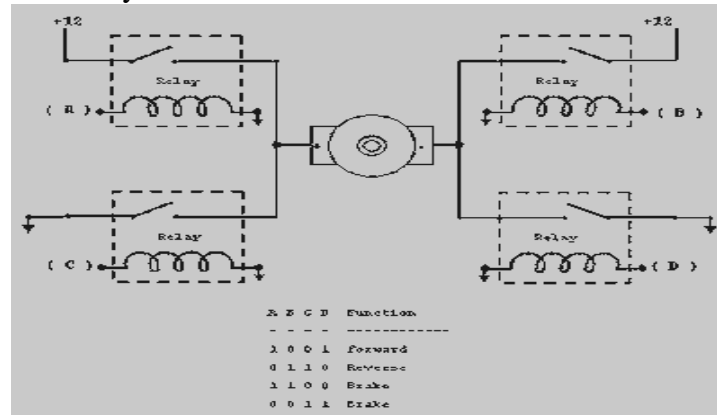 +12 +12
Relay Relay
( A ) ( B )
Relay Relay
( C ) ( D )
A B C D Function
- - - - ------------
1 0 0 1 Forward
0 1 1 0 Reverse
1 1 0 0 Brake
0 0 1 1 Brake